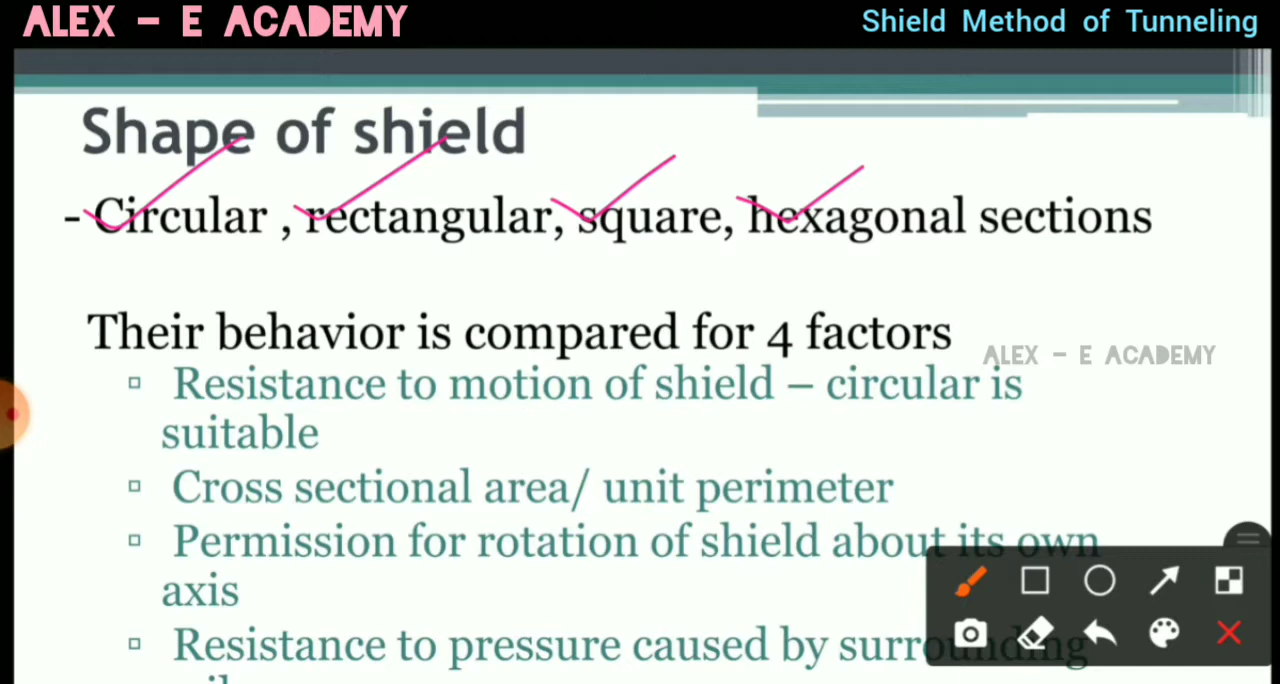 ALEX - E ACADEMY
Shield Method of Tunneling
Shape of shield
- Circular , rectangular, square, hexagonal sections
Their behavior is compared for 4 factors
ALEX - E ACADEMY
▫ Resistance to motion of shield – circular is
suitable
▫ Cross sectional area/ unit perimeter
▫ Permission for rotation of shield about its own
axis
▫ Resistance to pressure caused by surrounding